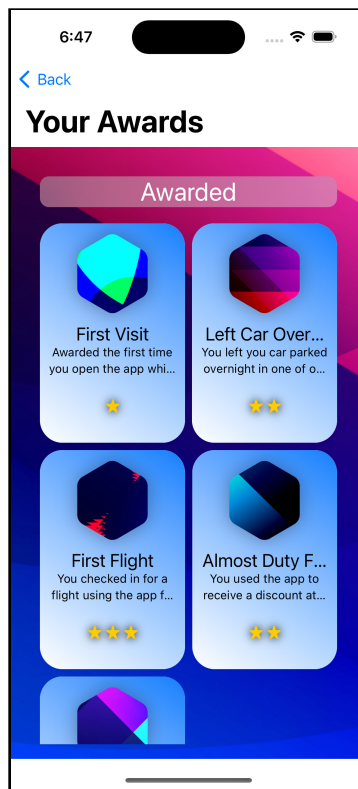 6:47
Back
Your Awards
Awarded
First Visit
Awarded the first time
you open the app whi...
Left Car Over...
You left you car parked
overnight in one of o...
First Flight
You checked in for a
flight using the app f...
Almost Duty F...
You used the app to
receive a discount at...